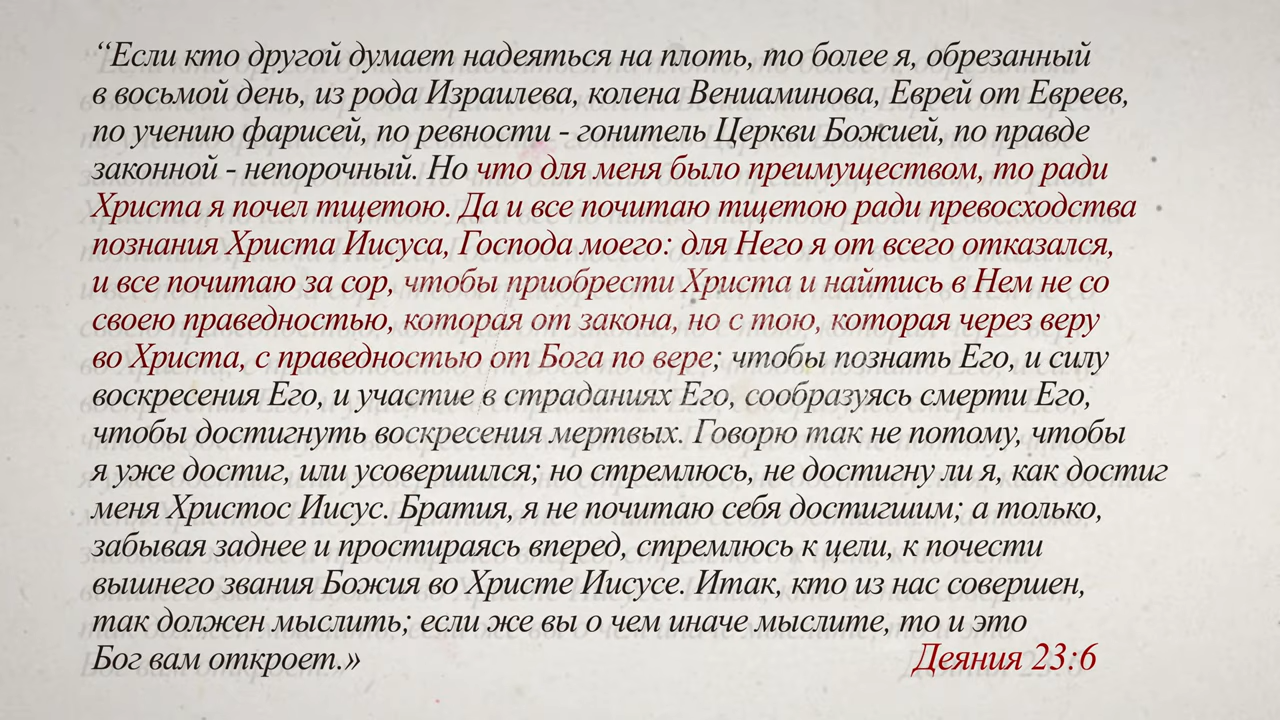 “Если кто другой думает надеяться на плоть, то более я, обрезанный
в восьмой день, из рода Израилева, колена Вениаминова, Еврей от Евреев,
по учению фарисей, по ревности - гонитель Церкви Божией, по правде
законной - непорочный. Но что для меня было преимуществом, то ради
Христа я почел тщетою. Да и все почитаю тщетою ради превосходства
познания Христа Иисуса, Господа моего: для Него я от всего отказался,
и все почитаю за сор, чтобы приобрести Христа и найтись в Нем не со
своею праведностью, которая от закона, но с тою, которая через веру
во Христа, с праведностью от Бога по вере; чтобы познать Его, и силу
воскресения Его, и участие в страданиях Его, сообразуясь смерти Его,
чтобы достигнуть воскресения мертвых. Говорю так не потому, чтобы
я уже достиг, или усовершился; но стремлюсь, не достигну ли я, как достиг
меня Христос Иисус. Братия, я не почитаю себя достигшим; а только,
забывая заднее и простираясь вперед, стремлюсь к цели, к почести
вышнего звания Божия во Христе Иисусе. Итак, кто из нас совершен,
так должен мыслить; если же вы о чем иначе мыслите, то и это
Бог вам откроет.»
Деяния 23:6